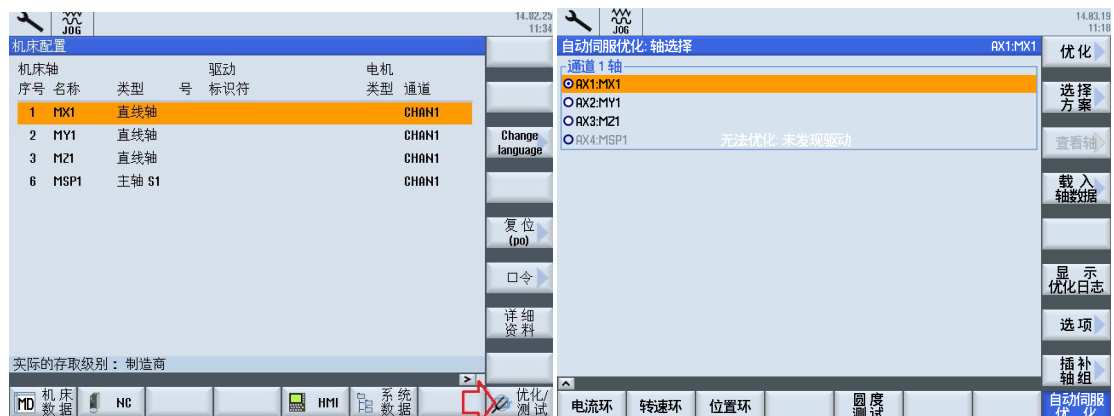 JOG
14.02.25
11:34
机床配置
机床轴 驱动 电机
序号 名称 类型 号 标识符 类型 通道
1 MX1 直线轴 CHAN1
2 MY1 直线轴 CHAN1
3 MZ1 直线轴 CHAN1
6 MSP1 主轴 S1 CHAN1
实际的存取级别： 制造商
Change
language
复位
(po)
口令
详细
资料
>
MD 机床
数据
NC
HMI
系统
数据
优化/
测试
JOG
14.03.19
11:18
自动伺服优化: 轴选择 AX1:MX1
通道 1 轴
AX1:MX1
AX2:MY1
AX3:MZ1
AX4:MSP1 无法优化: 未发现驱动
优化
选择
方案
查看轴
载入
轴数据
显示
优化日志
选项
插补
轴组
自动伺服
优化
^
电流环
转速环
位置环
圆度
测试